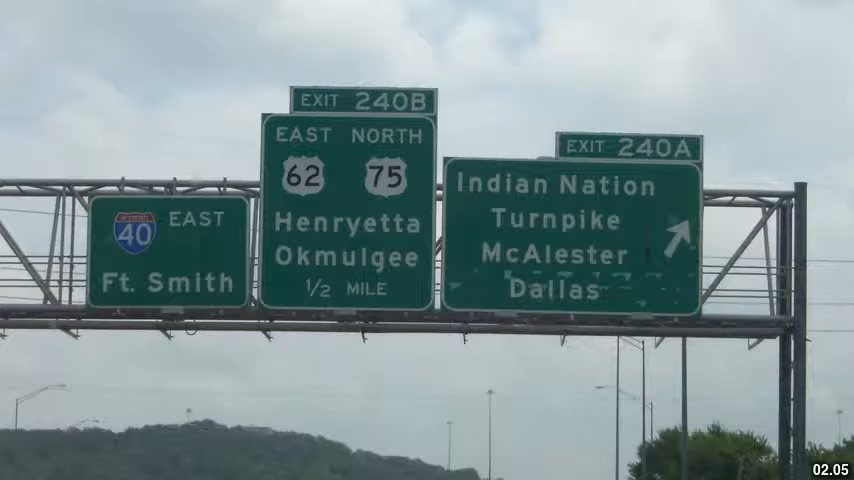 EXIT 240B
EAST NORTH
62 75
Henryetta
Okmulgee
1/2 MILE
EXIT 240A
Indian Nation
Turnpike
McAlester
Dallas
INTERSTATE
40 EAST
Ft. Smith
02.05